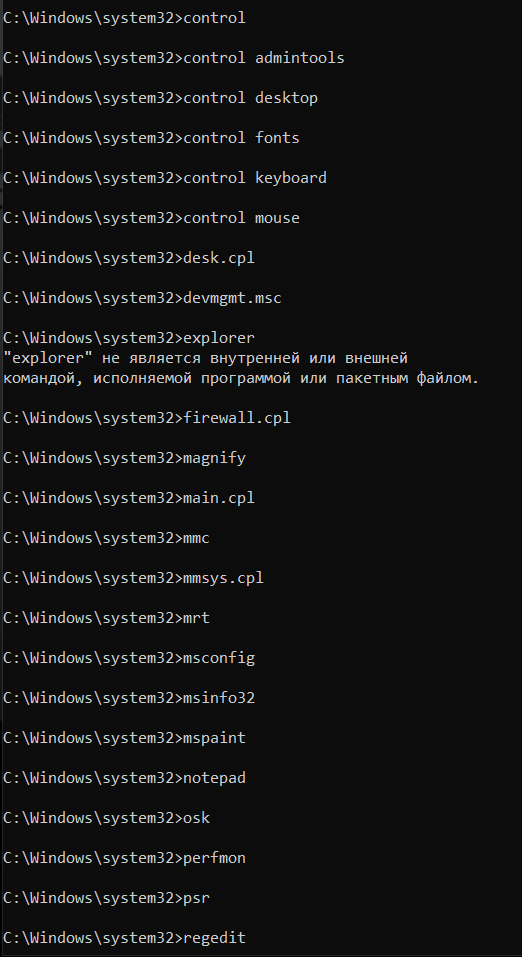 C:\Windows\system32>control
C:\Windows\system32>control admintools
C:\Windows\system32>control desktop
C:\Windows\system32>control fonts
C:\Windows\system32>control keyboard
C:\Windows\system32>control mouse
C:\Windows\system32>desk.cpl
C:\Windows\system32>devmgmt.msc
C:\Windows\system32>explorer
"explorer" не является внутренней или внешней
командой, исполняемой программой или пакетным файлом.
C:\Windows\system32>firewall.cpl
C:\Windows\system32>magnify
C:\Windows\system32>main.cpl
C:\Windows\system32>mmc
C:\Windows\system32>mmsys.cpl
C:\Windows\system32>mrt
C:\Windows\system32>msconfig
C:\Windows\system32>msinfo32
C:\Windows\system32>mspaint
C:\Windows\system32>notepad
C:\Windows\system32>osk
C:\Windows\system32>perfmon
C:\Windows\system32>psr
C:\Windows\system32>regedit